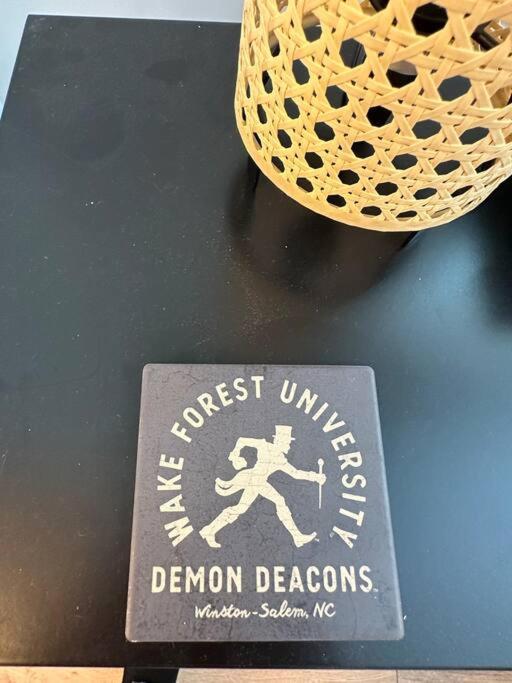 WAKE FOREST UNIVERSITY
DEMON DEACONS
Winston-Salem, NC